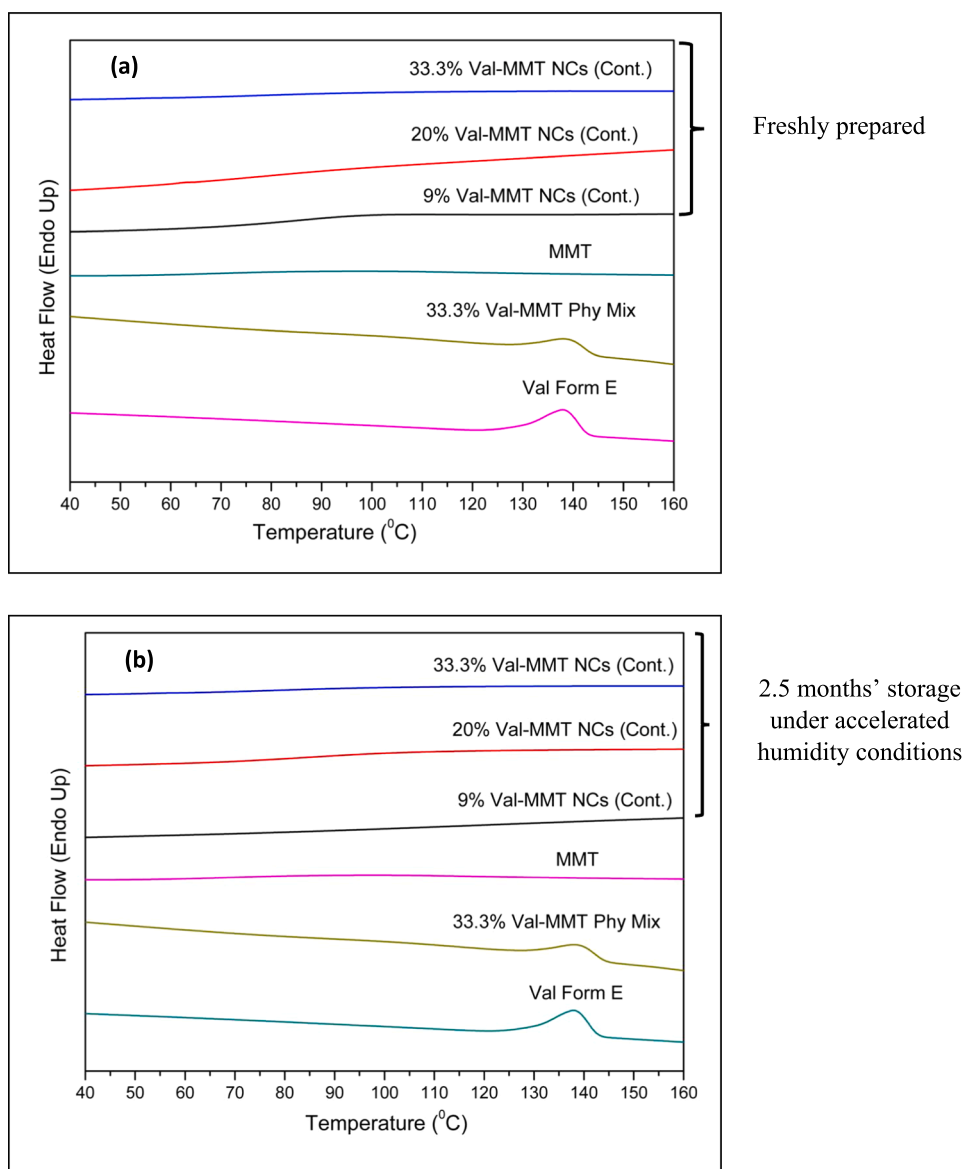 (a)
33.3% Val-MMT NCs (Cont.)
20% Val-MMT NCs (Cont.)
9% Val-MMT NCs (Cont.)
MMT
33.3% Val-MMT Phy Mix
Val Form E
Freshly prepared
Heat Flow (Endo Up)
40 50 60 70 80 90 100 110 120 130 140 150 160
Temperature (⁰C)
(b)
33.3% Val-MMT NCs (Cont.)
20% Val-MMT NCs (Cont.)
9% Val-MMT NCs (Cont.)
MMT
33.3% Val-MMT Phy Mix
Val Form E
2.5 months’ storage
under accelerated
humidity conditions
Heat Flow (Endo Up)
40 50 60 70 80 90 100 110 120 130 140 150 160
Temperature (⁰C)